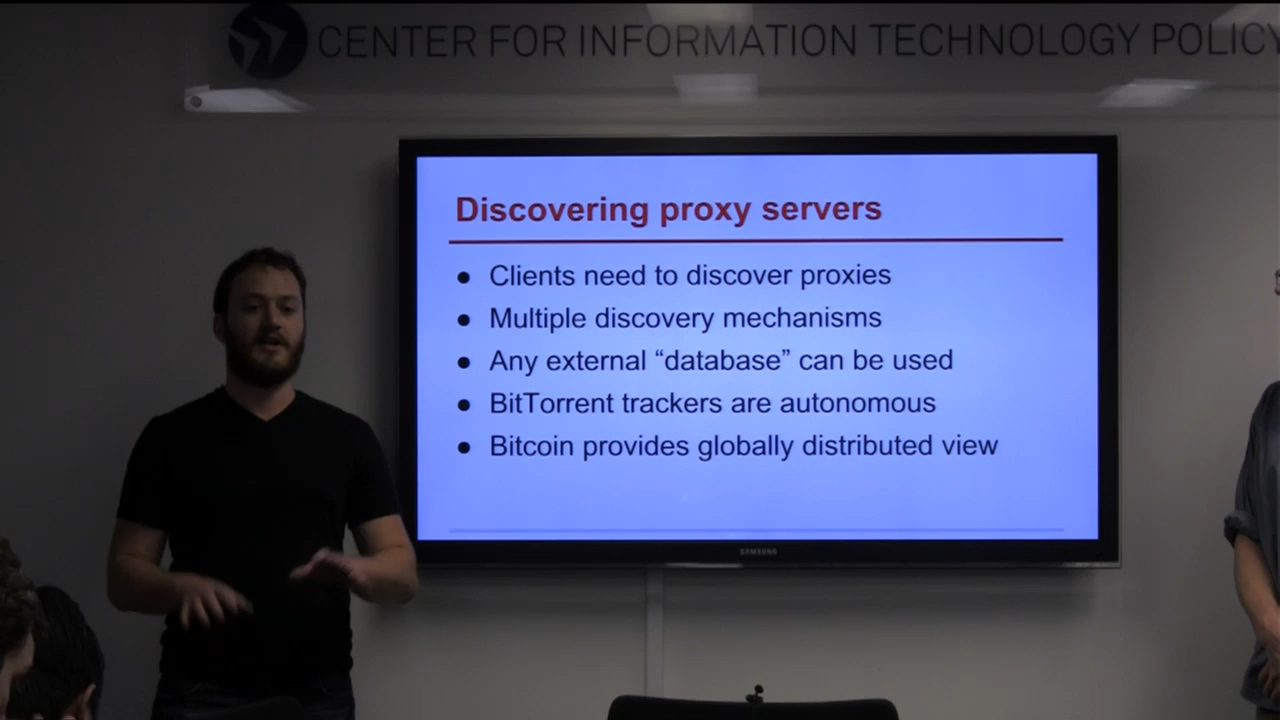 CENTER FOR INFORMATION TECHNOLOGY POLICY
Discovering proxy servers
● Clients need to discover proxies
● Multiple discovery mechanisms
● Any external “database” can be used
● BitTorrent trackers are autonomous
● Bitcoin provides globally distributed view
SAMSUNG